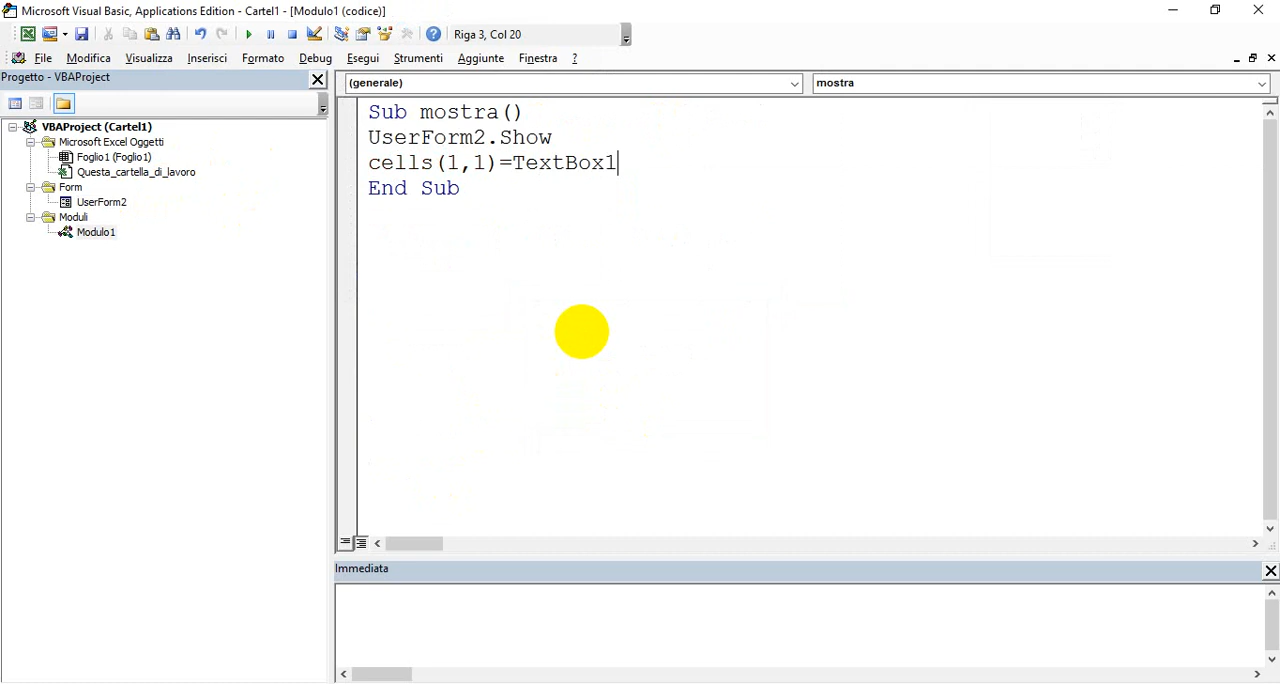 Microsoft Visual Basic, Applications Edition - Cartel1 - [Modulo1 (codice)]
Riga 3, Col 20
File Modifica Visualizza Inserisci Formato Debug Esegui Strumenti Aggiunte Finestra ?
Progetto - VBAProject
VBAProject (Cartel1)
Microsoft Excel Oggetti
Foglio1 (Foglio1)
Questa_cartella_di_lavoro
Form
UserForm2
Moduli
Modulo1
(generale) mostra
Sub mostra()
UserForm2.Show
cells(1,1)=TextBox1
End Sub
Immediata